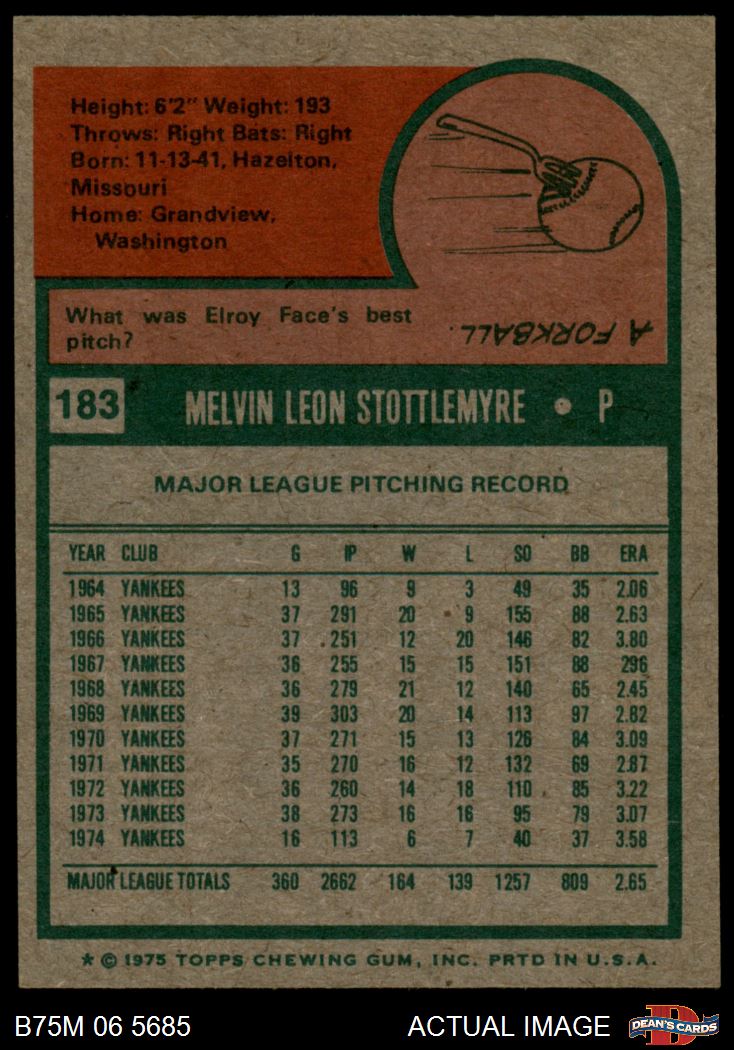 Height: 6'2" Weight: 193
Throws: Right Bats: Right
Born: 11-13-41, Hazelton,
Missouri
Home: Grandview,
Washington
What was Elroy Face's best
pitch?
A FORKBALL.
183 MELVIN LEON STOTTLEMYRE • P
MAJOR LEAGUE PITCHING RECORD
YEAR CLUB G IP W L SO BB ERA
1964 YANKEES 13 96 9 3 49 35 2.06
1965 YANKEES 37 291 20 9 155 88 2.63
1966 YANKEES 37 251 12 20 146 82 3.80
1967 YANKEES 36 255 15 15 151 88 296
1968 YANKEES 36 279 21 12 140 65 2.45
1969 YANKEES 39 303 20 14 113 97 2.82
1970 YANKEES 37 271 15 13 126 84 3.09
1971 YANKEES 35 270 16 12 132 69 2.87
1972 YANKEES 36 260 14 18 110 85 3.22
1973 YANKEES 38 273 16 16 95 79 3.07
1974 YANKEES 16 113 6 7 40 37 3.58
MAJOR LEAGUE TOTALS 360 2662 164 139 1257 809 2.65
* © 1975 TOPPS CHEWING GUM, INC. PRTD IN U.S.A.
B75M 06 5685 ACTUAL IMAGE DEAN'S CARDS